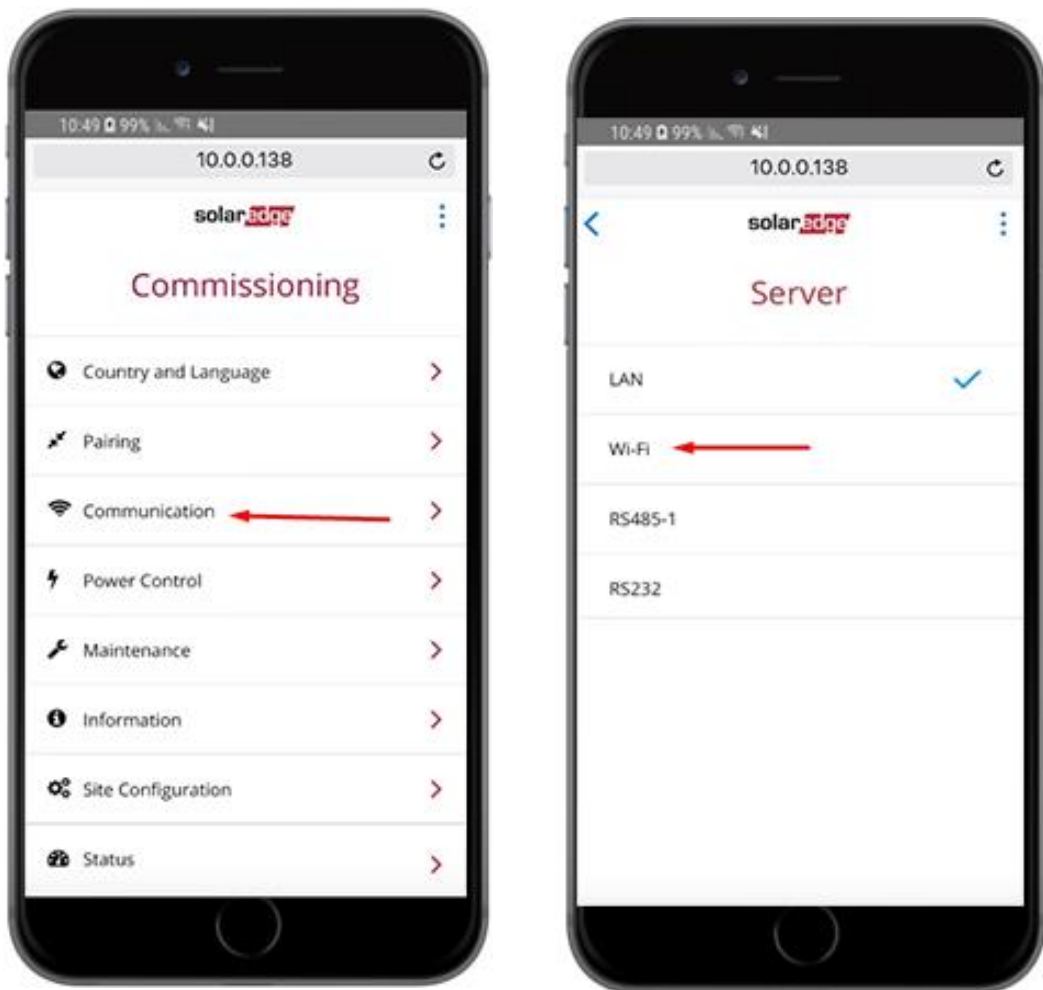 10:49 99%
10.0.0.138
solaredge
Commissioning
Country and Language
Pairing
Communication
Power Control
Maintenance
Information
Site Configuration
Status
10:49 99%
10.0.0.138
solaredge
Server
LAN
Wi-Fi
RS485-1
RS232